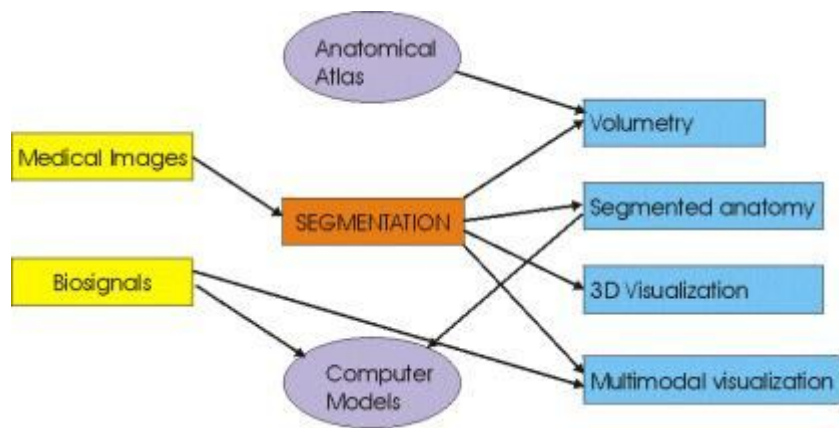 Anatomical
Atlas
Volumetry
Medical Images
SEGMENTATION
Segmented anatomy
Biosignals
3D Visualization
Computer
Models
Multimodal visualization